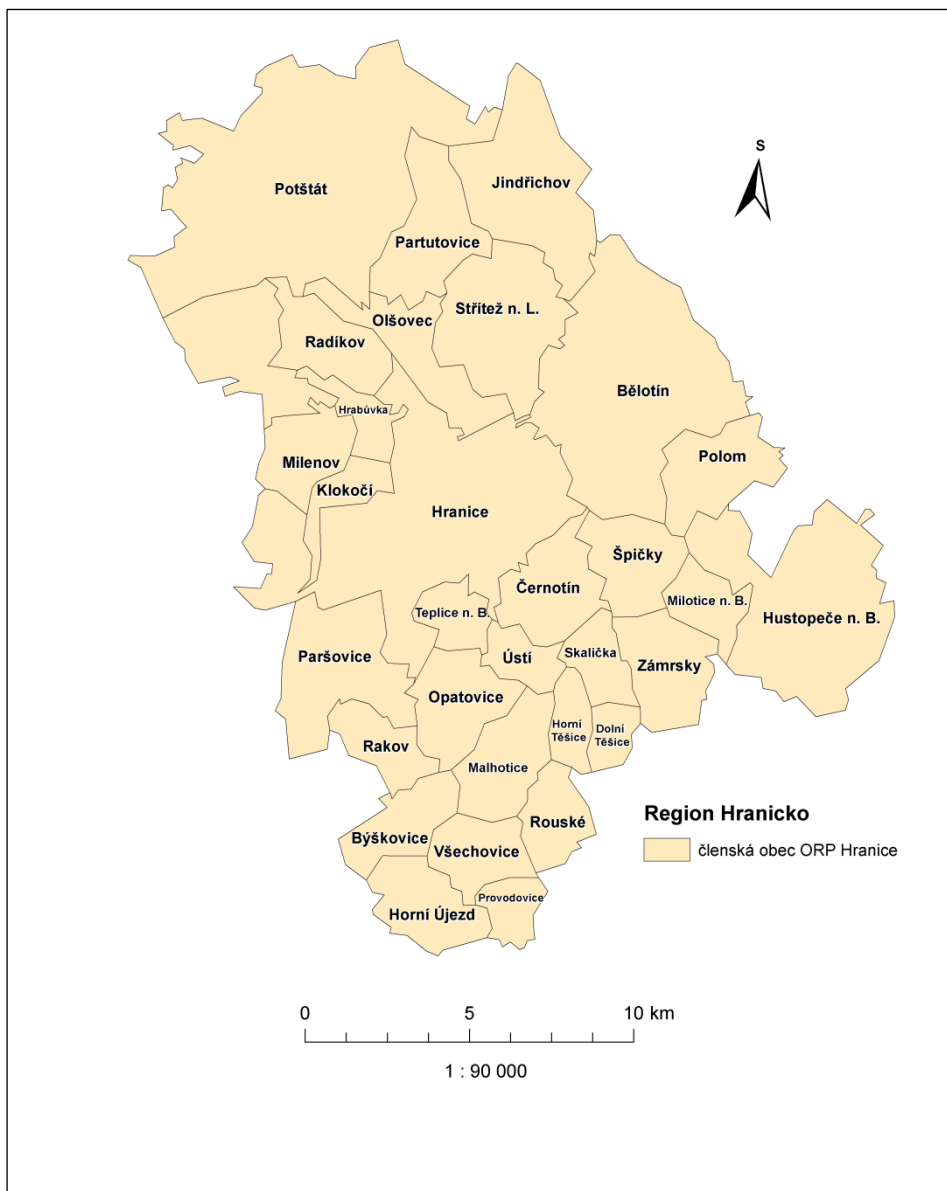 S
Jindřichov
Potštát
Partutovice
Střítež n. L.
Olšovec
Radíkov
Bělotín
Hrabůvka
Polom
Milenov
Klokočí
Hranice
Špičky
Černotín
Milotice n. B.
Teplice n. B.
Hustopeče n. B.
Skalička
Paršovice
Ústí
Zámrsky
Opatovice
Horní
Těšice
Dolní
Těšice
Rakov
Malhotice
Region Hranicko
Rouské
Býškovice
Všechovice
členská obec ORP Hranice
Provodovice
Horní Újezd
0 5 10 km
1 : 90 000